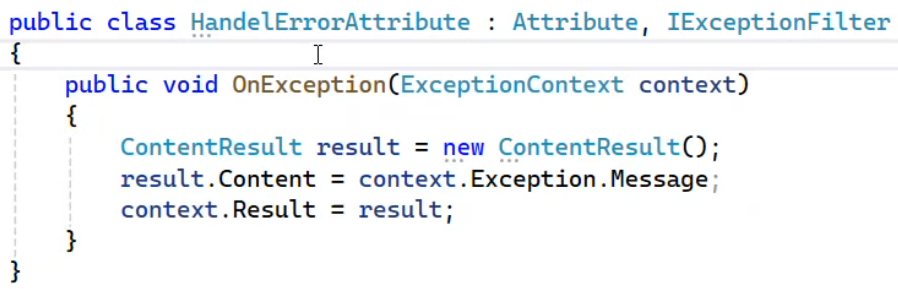 public class HandelErrorAttribute : Attribute, IExceptionFilter
{
public void OnException(ExceptionContext context)
{
ContentResult result = new ContentResult();
result.Content = context.Exception.Message;
context.Result = result;
}
}